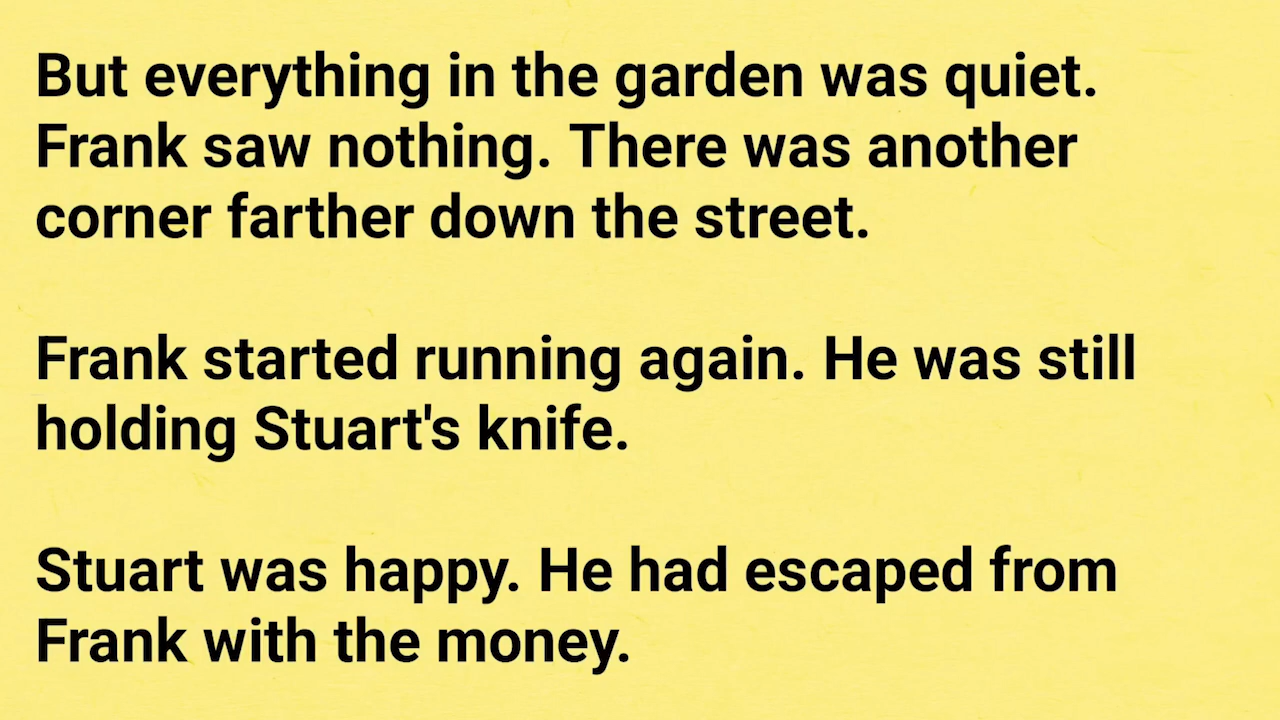 But everything in the garden was quiet.
Frank saw nothing. There was another
corner farther down the street.
Frank started running again. He was still
holding Stuart's knife.
Stuart was happy. He had escaped from
Frank with the money.